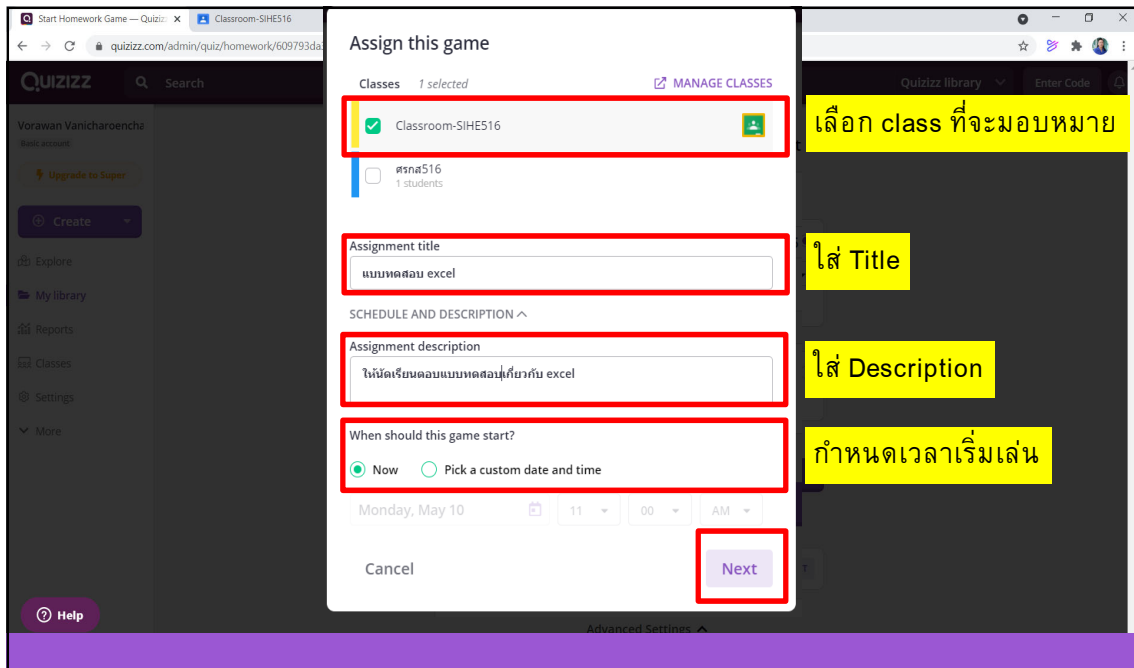 Start Homework Game — Quiziz
Classroom-SIHE516
quizizz.com/admin/quiz/homework/609793da
QUIZIZZ
Search
Quizizz library
Enter Code
Vorawan Vanicharoencha
Basic account
Upgrade to Super
Create
Explore
My library
Reports
Classes
Settings
More
Help
Assign this game
Classes 1 selected
MANAGE CLASSES
Classroom-SIHE516
เลือก class ที่จะมอบหมาย
ศรกส516
1 students
Assignment title
แบบทดสอบ excel
ใส่ Title
SCHEDULE AND DESCRIPTION
Assignment description
ให้นัดเรียนตอบแบบทดสอบเกี่ยวกับ excel
ใส่ Description
When should this game start?
Now
Pick a custom date and time
กำหนดเวลาเริ่มเล่น
Monday, May 10
11
00
AM
Cancel
Next
Advanced Settings